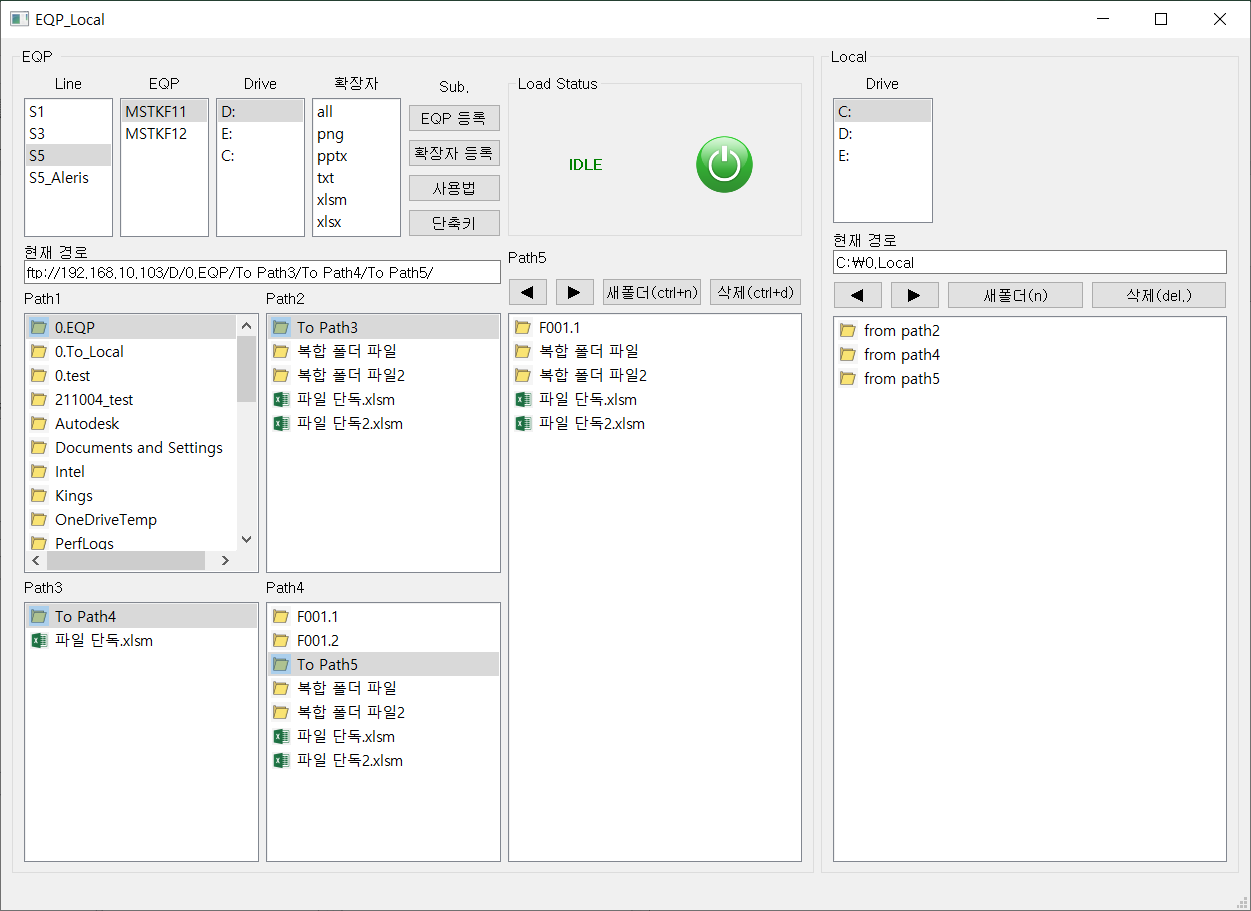 EQP_Local
EQP
Line
S1
S3
S5
S5_Aleris
EQP
MSTKF11
MSTKF12
Drive
D:
E:
C:
확장자
all
png
pptx
txt
xlsm
xlsx
Sub.
EQP 등록
확장자 등록
사용법
단축키
Load Status
IDLE
현재 경로
ftp://192.168.10.103/D/0.EQP/To Path3/To Path4/To Path5/
Path1
0.EQP
0.To_Local
0.test
211004_test
Autodesk
Documents and Settings
Intel
Kings
OneDriveTemp
PerfLogs
Path2
To Path3
복합 폴더 파일
복합 폴더 파일2
파일 단독.xlsm
파일 단독2.xlsm
Path3
To Path4
파일 단독.xlsm
Path4
F001.1
F001.2
To Path5
복합 폴더 파일
복합 폴더 파일2
파일 단독.xlsm
파일 단독2.xlsm
Path5
◀ ▶ 새폴더(ctrl+n) 삭제(ctrl+d)
F001.1
복합 폴더 파일
복합 폴더 파일2
파일 단독.xlsm
파일 단독2.xlsm
Local
Drive
C:
D:
E:
현재 경로
C:₩0.Local
◀ ▶ 새폴더(n) 삭제(del.)
from path2
from path4
from path5